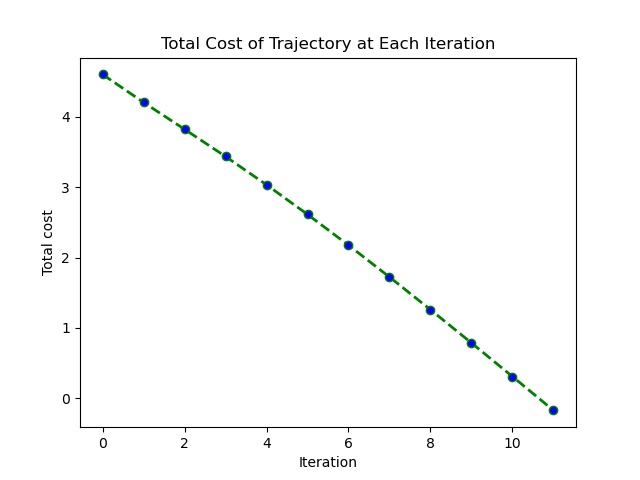 Total Cost of Trajectory at Each Iteration
Total cost
4
3
2
1
0
0 2 4 6 8 10
Iteration